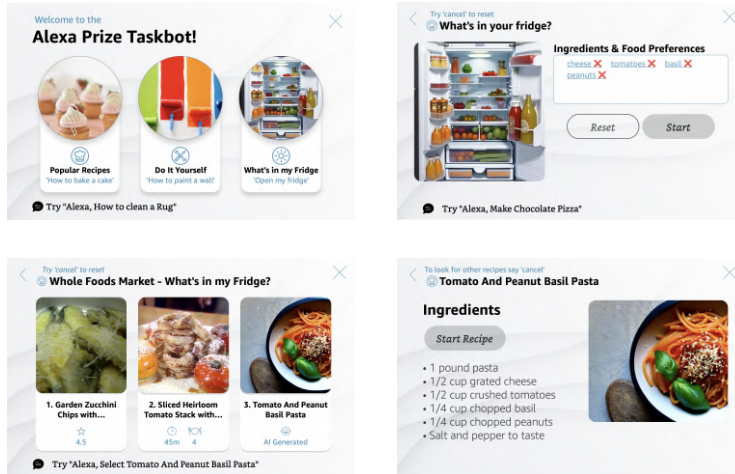 Welcome to the
Alexa Prize Taskbot!
Popular Recipes
'How to bake a cake'
Do It Yourself
'How to paint a wall'
What's in my Fridge
'Open my fridge'
Try "Alexa, How to clean a Rug"
Try 'cancel' to reset
What's in your fridge?
Ingredients & Food Preferences
cheese ❌ tomatoes ❌ basil ❌
peanuts ❌
Reset
Start
Try "Alexa, Make Chocolate Pizza"
Try 'cancel' to reset
Whole Foods Market - What's in my Fridge?
1. Garden Zucchini
Chips with...
4.5
2. Sliced Heirloom
Tomato Stack with...
45m 4
3. Tomato And Peanut
Basil Pasta
AI Generated
Try "Alexa, Select Tomato And Peanut Basil Pasta"
To look for other recipes say 'cancel'
Tomato And Peanut Basil Pasta
Ingredients
Start Recipe
• 1 pound pasta
• 1/2 cup grated cheese
• 1/2 cup crushed tomatoes
• 1/4 cup chopped basil
• 1/4 cup chopped peanuts
• Salt and pepper to taste